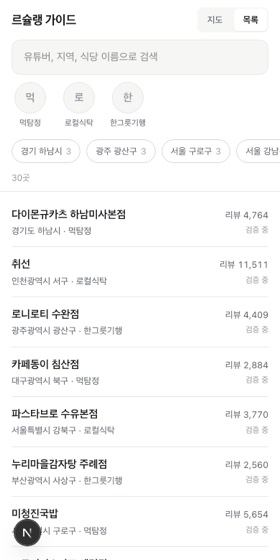 르슐랭 가이드
지도 목록
유튜버, 지역, 식당 이름으로 검색
먹 로 한
먹탐정 로컬식탁 한그릇기행
경기 하남시 3 광주 광산구 3 서울 구로구 3 서울 강남
30곳
다이몬규카츠 하남미사본점 리뷰 4,764
경기도 하남시 · 먹탐정 검증 중
취선 리뷰 11,511
인천광역시 서구 · 로컬식탁 검증 중
로니로티 수완점 리뷰 4,409
광주광역시 광산구 · 한그릇기행 검증 중
카페동이 침산점 리뷰 2,884
대구광역시 북구 · 먹탐정 검증 중
파스타브로 수유본점 리뷰 3,770
서울특별시 강북구 · 로컬식탁 검증 중
누리마을감자탕 주례점 리뷰 2,560
부산광역시 사상구 · 한그릇기행 검증 중
미청진국밥 리뷰 5,654
N 시 구로구 · 먹탐정 검증 중